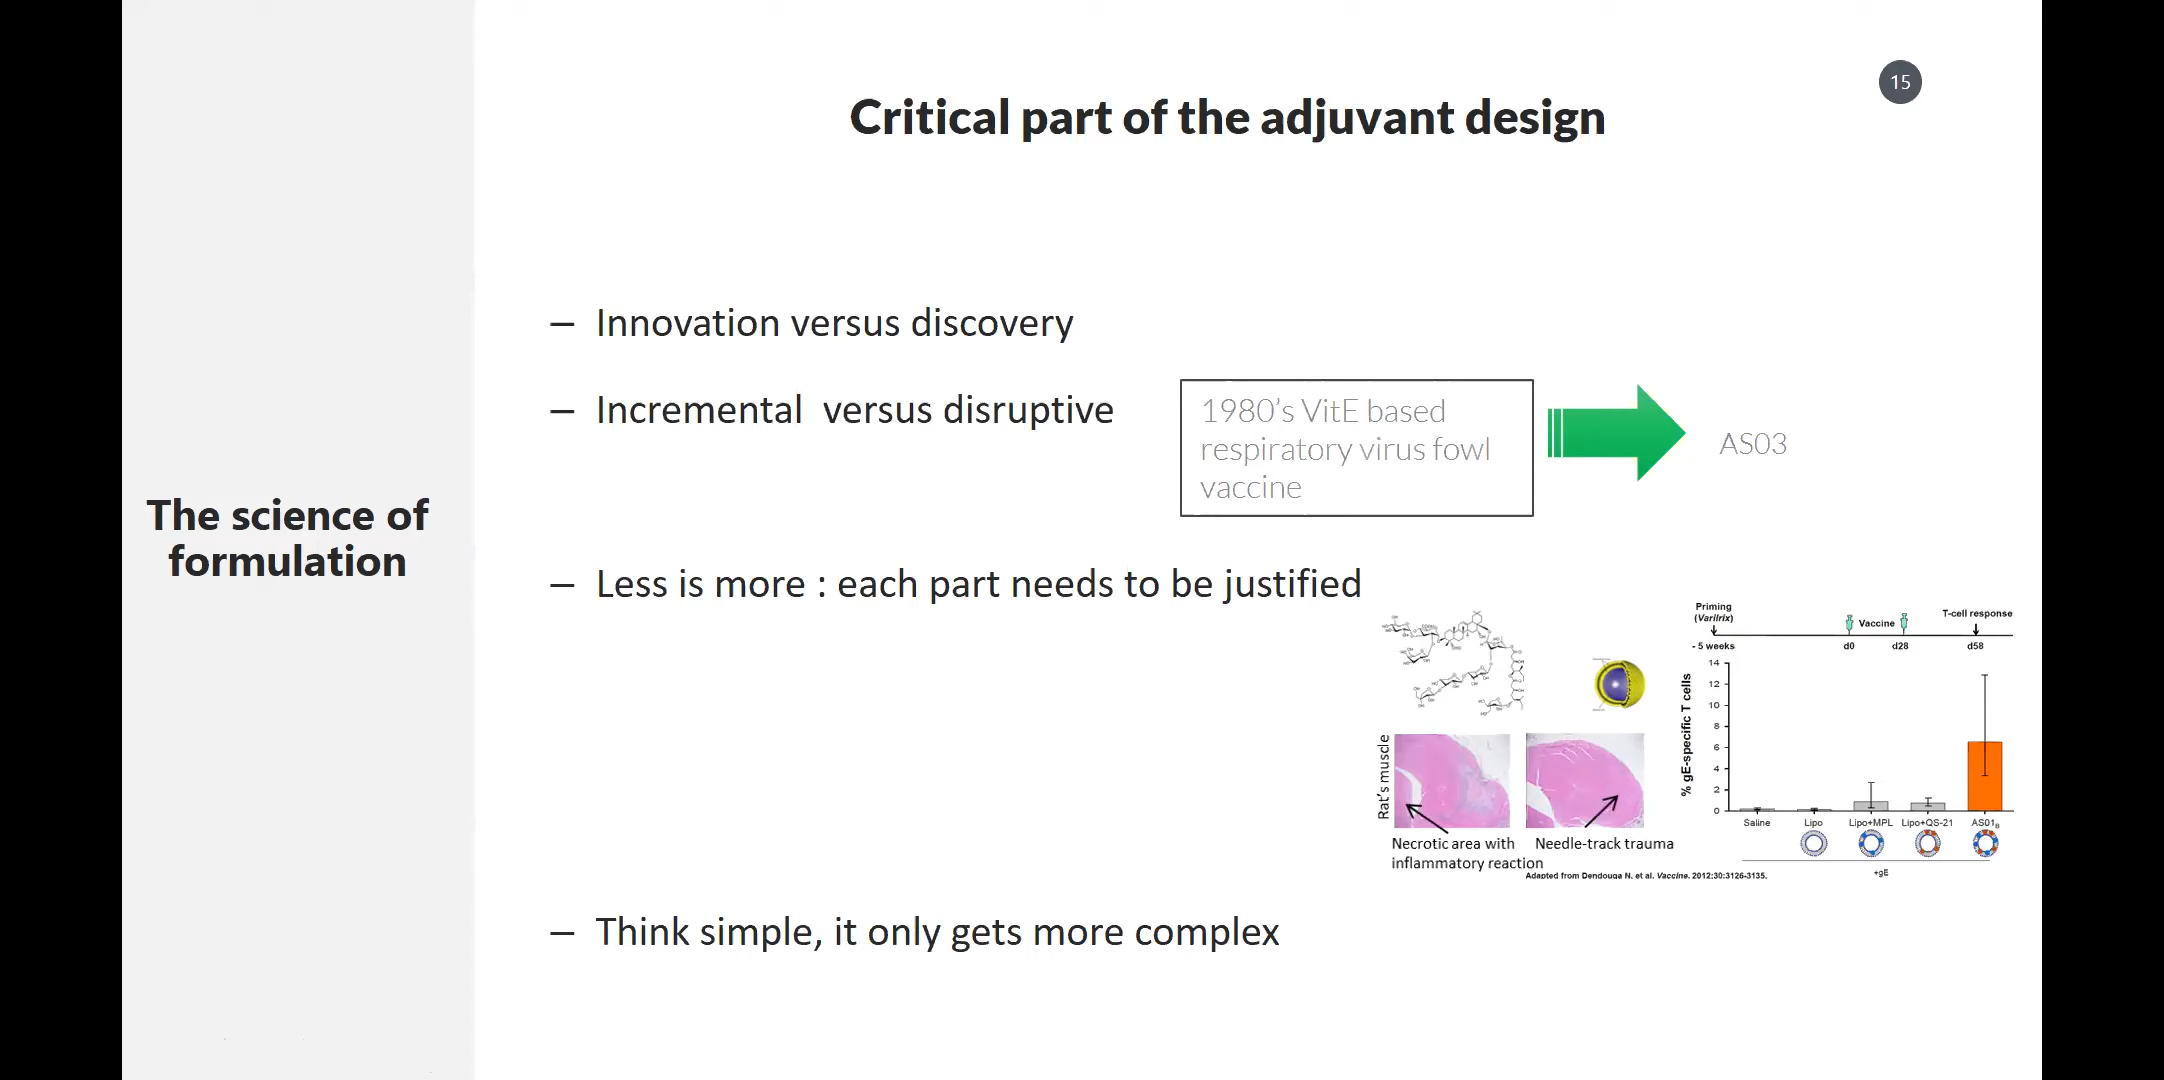 15
Critical part of the adjuvant design
The science of
formulation
– Innovation versus discovery
– Incremental versus disruptive
1980's VitE based
respiratory virus fowl
vaccine
AS03
– Less is more : each part needs to be justified
Rat's muscle
Necrotic area with
inflammatory reaction
Needle-track trauma
Priming
(Varilrix)
Vaccine
T-cell response
- 5 weeks
d0
d28
d58
% gE-specific T cells
14
12
10
8
6
4
2
0
Saline
Lipo
Lipo+MPL
Lipo+QS-21
AS01B
+gE
Adapted from Dendouga N. et al. Vaccine. 2012:30:3126-3135.
– Think simple, it only gets more complex